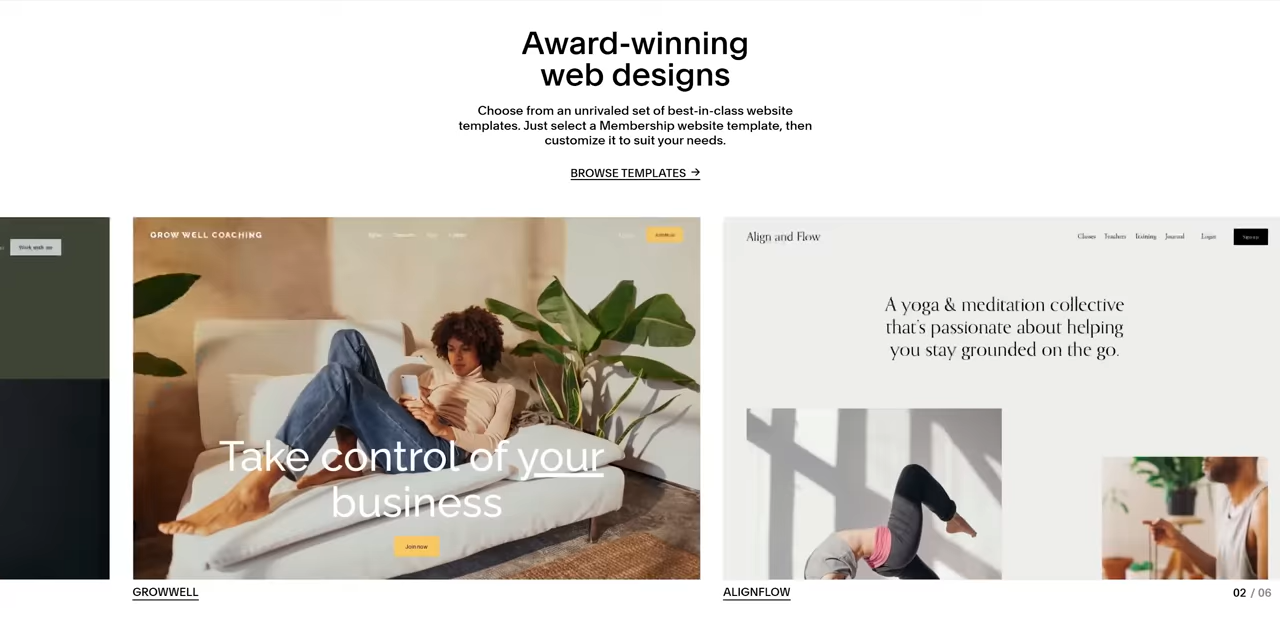 Award-winning
web designs
Choose from an unrivaled set of best-in-class website
templates. Just select a Membership website template, then
customize it to suit your needs.
BROWSE TEMPLATES →
Work with me
GROW WELL COACHING
Take control of your
business
Join now
GROWWELL
Align and Flow
Classes Teachers Training Journal Login Sign up
A yoga & meditation collective
that's passionate about helping
you stay grounded on the go.
ALIGNFLOW
02 / 06